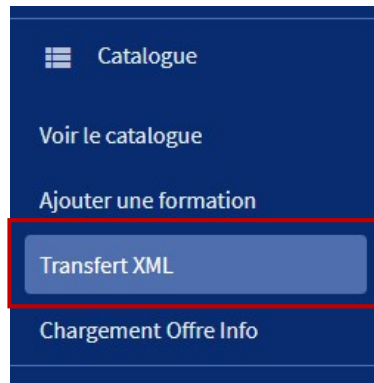 Catalogue
Voir le catalogue
Ajouter une formation
Transfert XML
Chargement Offre Info